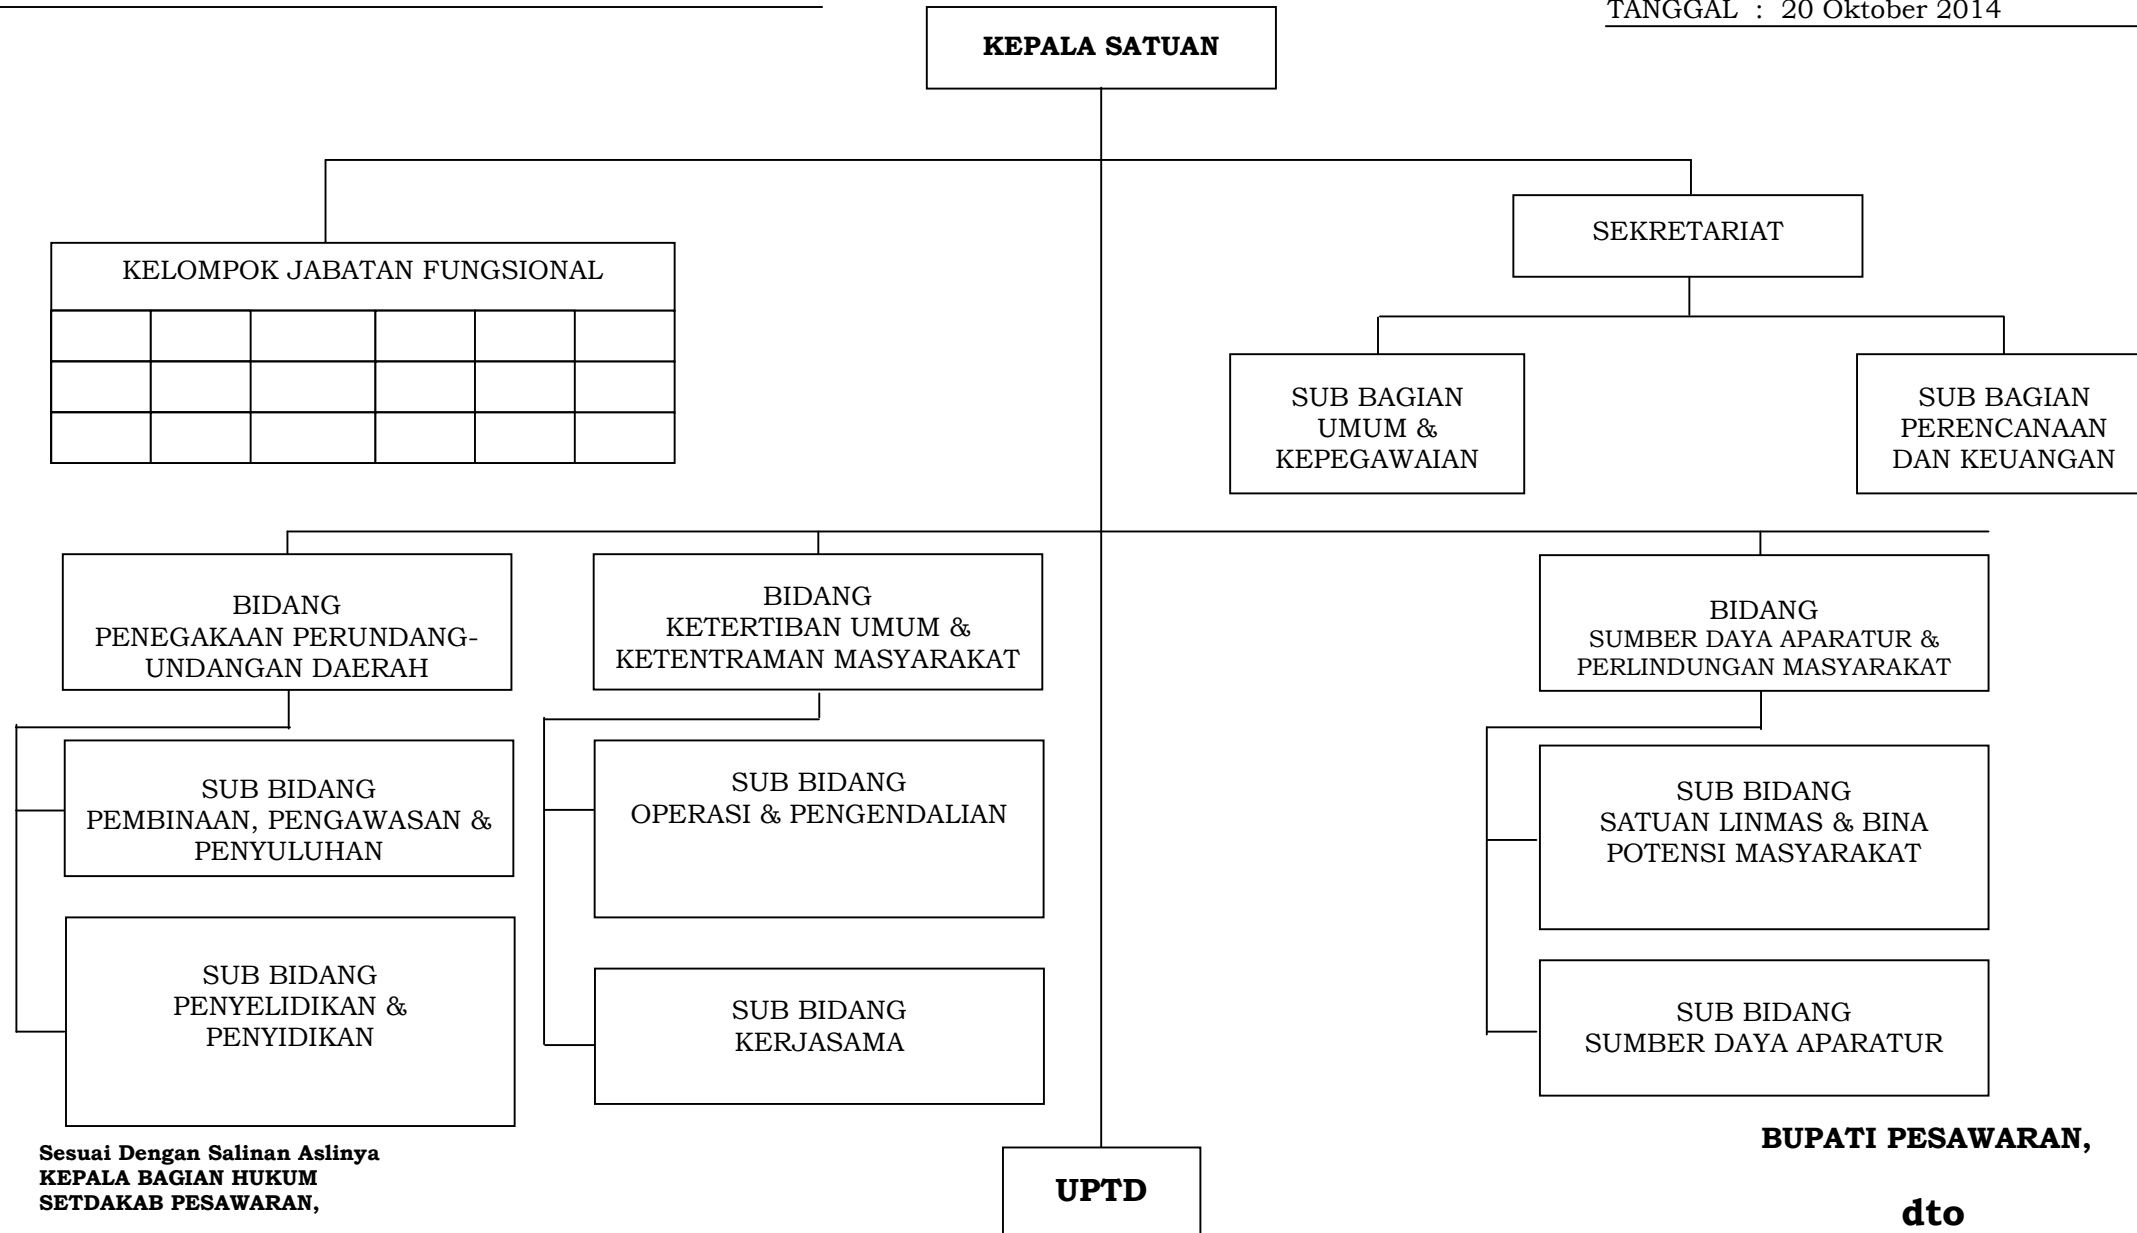 TANGGAL : 20 Oktober 2014
KEPALA SATUAN
SEKRETARIAT
KELOMPOK JABATAN FUNGSIONAL
SUB BAGIAN
UMUM &
KEPEGAWAIAN
SUB BAGIAN
PERENCANAAN
DAN KEUANGAN
BIDANG
PENEGAKAAN PERUNDANG-
UNDANGAN DAERAH
BIDANG
KETERTIBAN UMUM &
KETENTRAMAN MASYARAKAT
BIDANG
SUMBER DAYA APARATUR &
PERLINDUNGAN MASYARAKAT
SUB BIDANG
PEMBINAAN, PENGAWASAN &
PENYULUHAN
SUB BIDANG
OPERASI & PENGENDALIAN
SUB BIDANG
SATUAN LINMAS & BINA
POTENSI MASYARAKAT
SUB BIDANG
PENYELIDIKAN &
PENYIDIKAN
SUB BIDANG
KERJASAMA
SUB BIDANG
SUMBER DAYA APARATUR
Sesuai Dengan Salinan Aslinya
KEPALA BAGIAN HUKUM
SETDAKAB PESAWARAN,
UPTD
BUPATI PESAWARAN,
dto